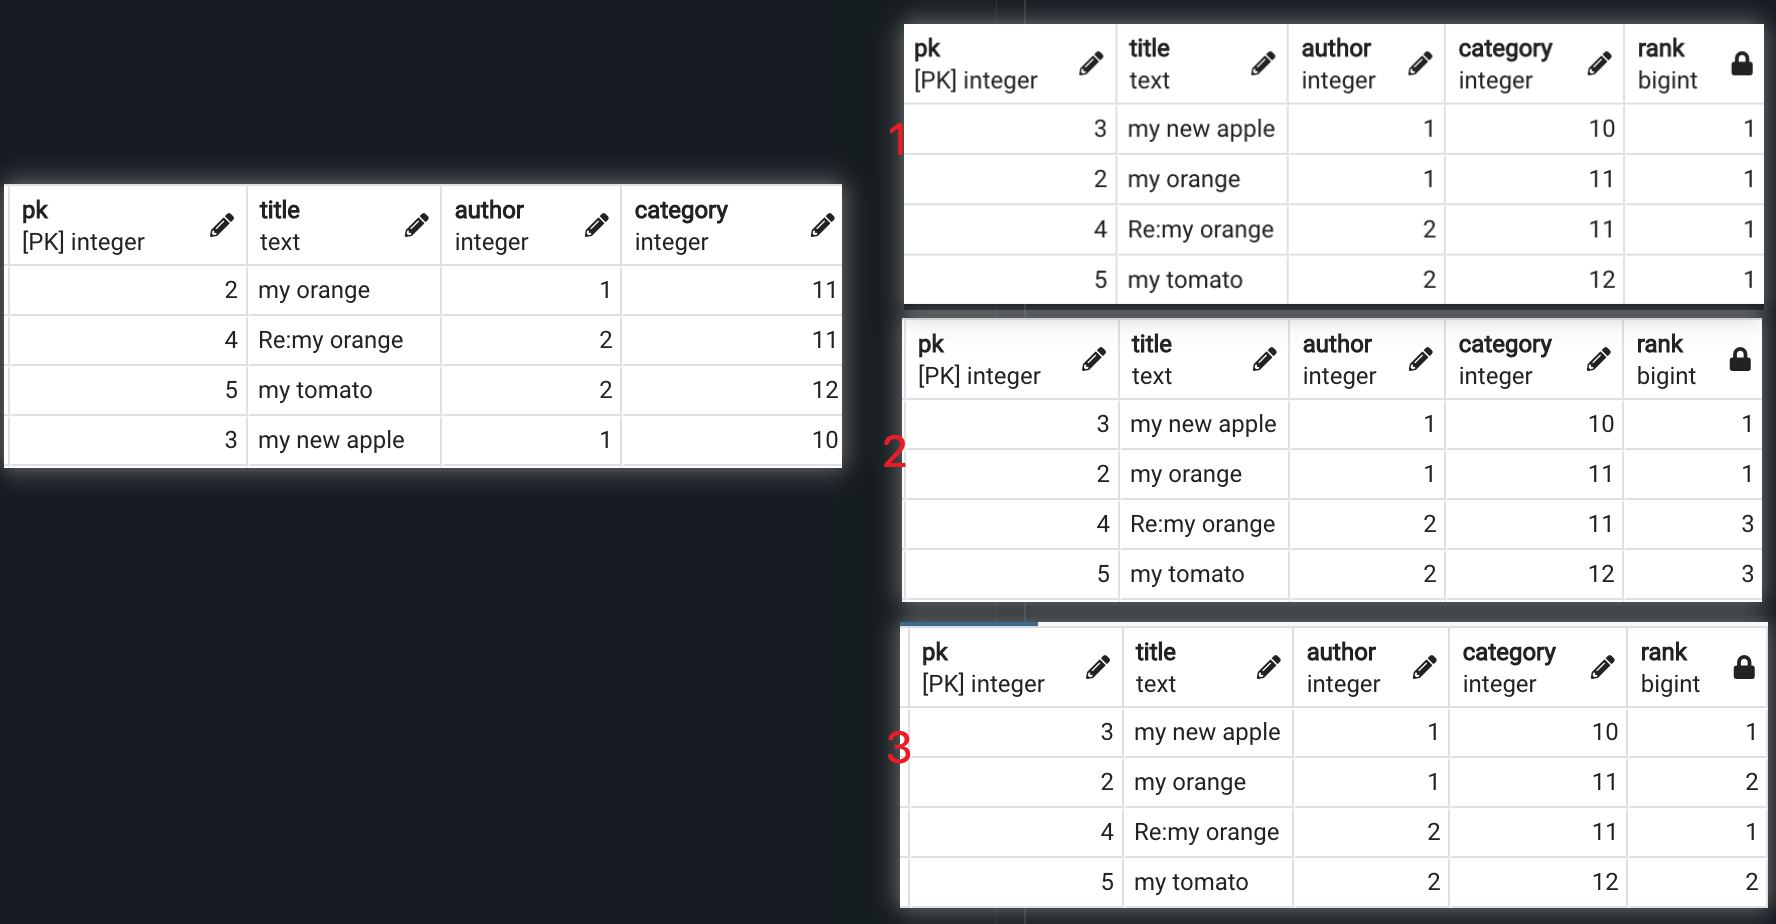 pk title author category
[PK] integer text integer integer
2 my orange 1 11
4 Re:my orange 2 11
5 my tomato 2 12
3 my new apple 1 10
1
pk title author category rank
[PK] integer text integer integer bigint
3 my new apple 1 10 1
2 my orange 1 11 1
4 Re:my orange 2 11 1
5 my tomato 2 12 1
2
pk title author category rank
[PK] integer text integer integer bigint
3 my new apple 1 10 1
2 my orange 1 11 1
4 Re:my orange 2 11 3
5 my tomato 2 12 3
3
pk title author category rank
[PK] integer text integer integer bigint
3 my new apple 1 10 1
2 my orange 1 11 2
4 Re:my orange 2 11 1
5 my tomato 2 12 2